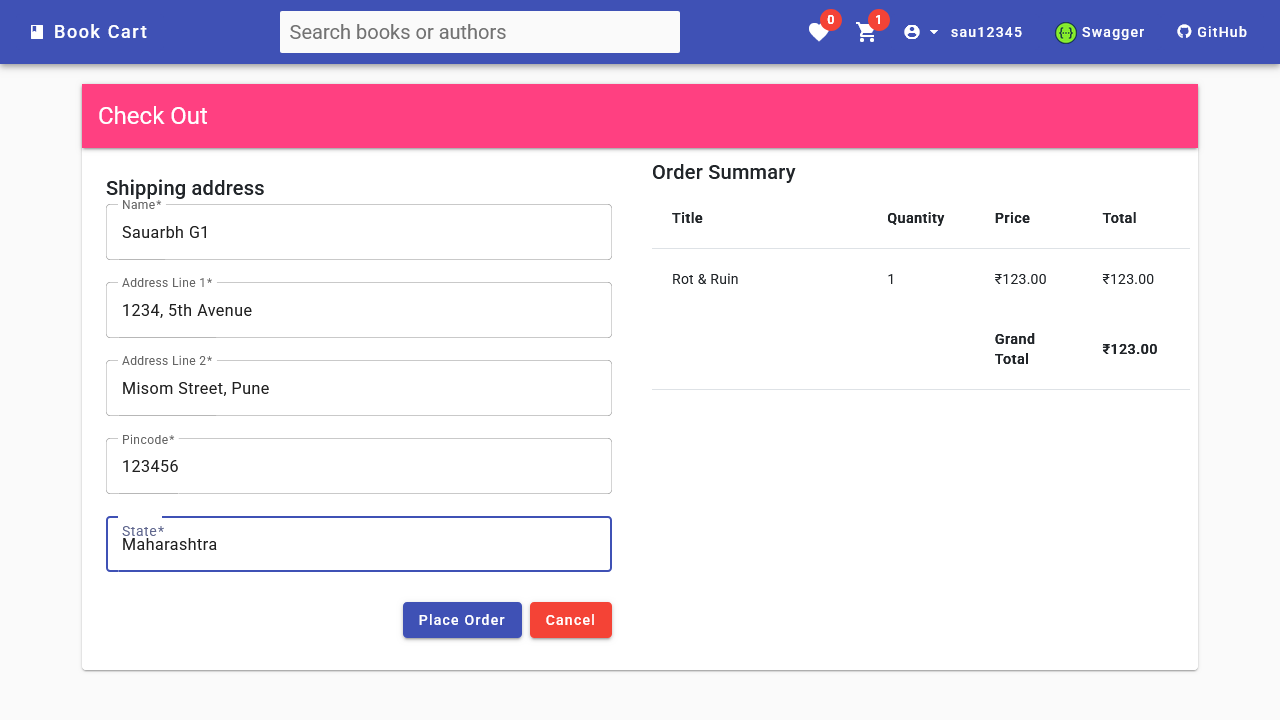 Book Cart
Search books or authors
0
1
sau12345
{...}
Swagger
GitHub
Check Out
Shipping address
Name*
Sauarbh G1
Address Line 1*
1234, 5th Avenue
Address Line 2*
Misom Street, Pune
Pincode*
123456
State*
Maharashtra
Place Order
Cancel
Order Summary
Title Quantity Price Total
Rot & Ruin 1 ₹123.00 ₹123.00
Grand Total ₹123.00